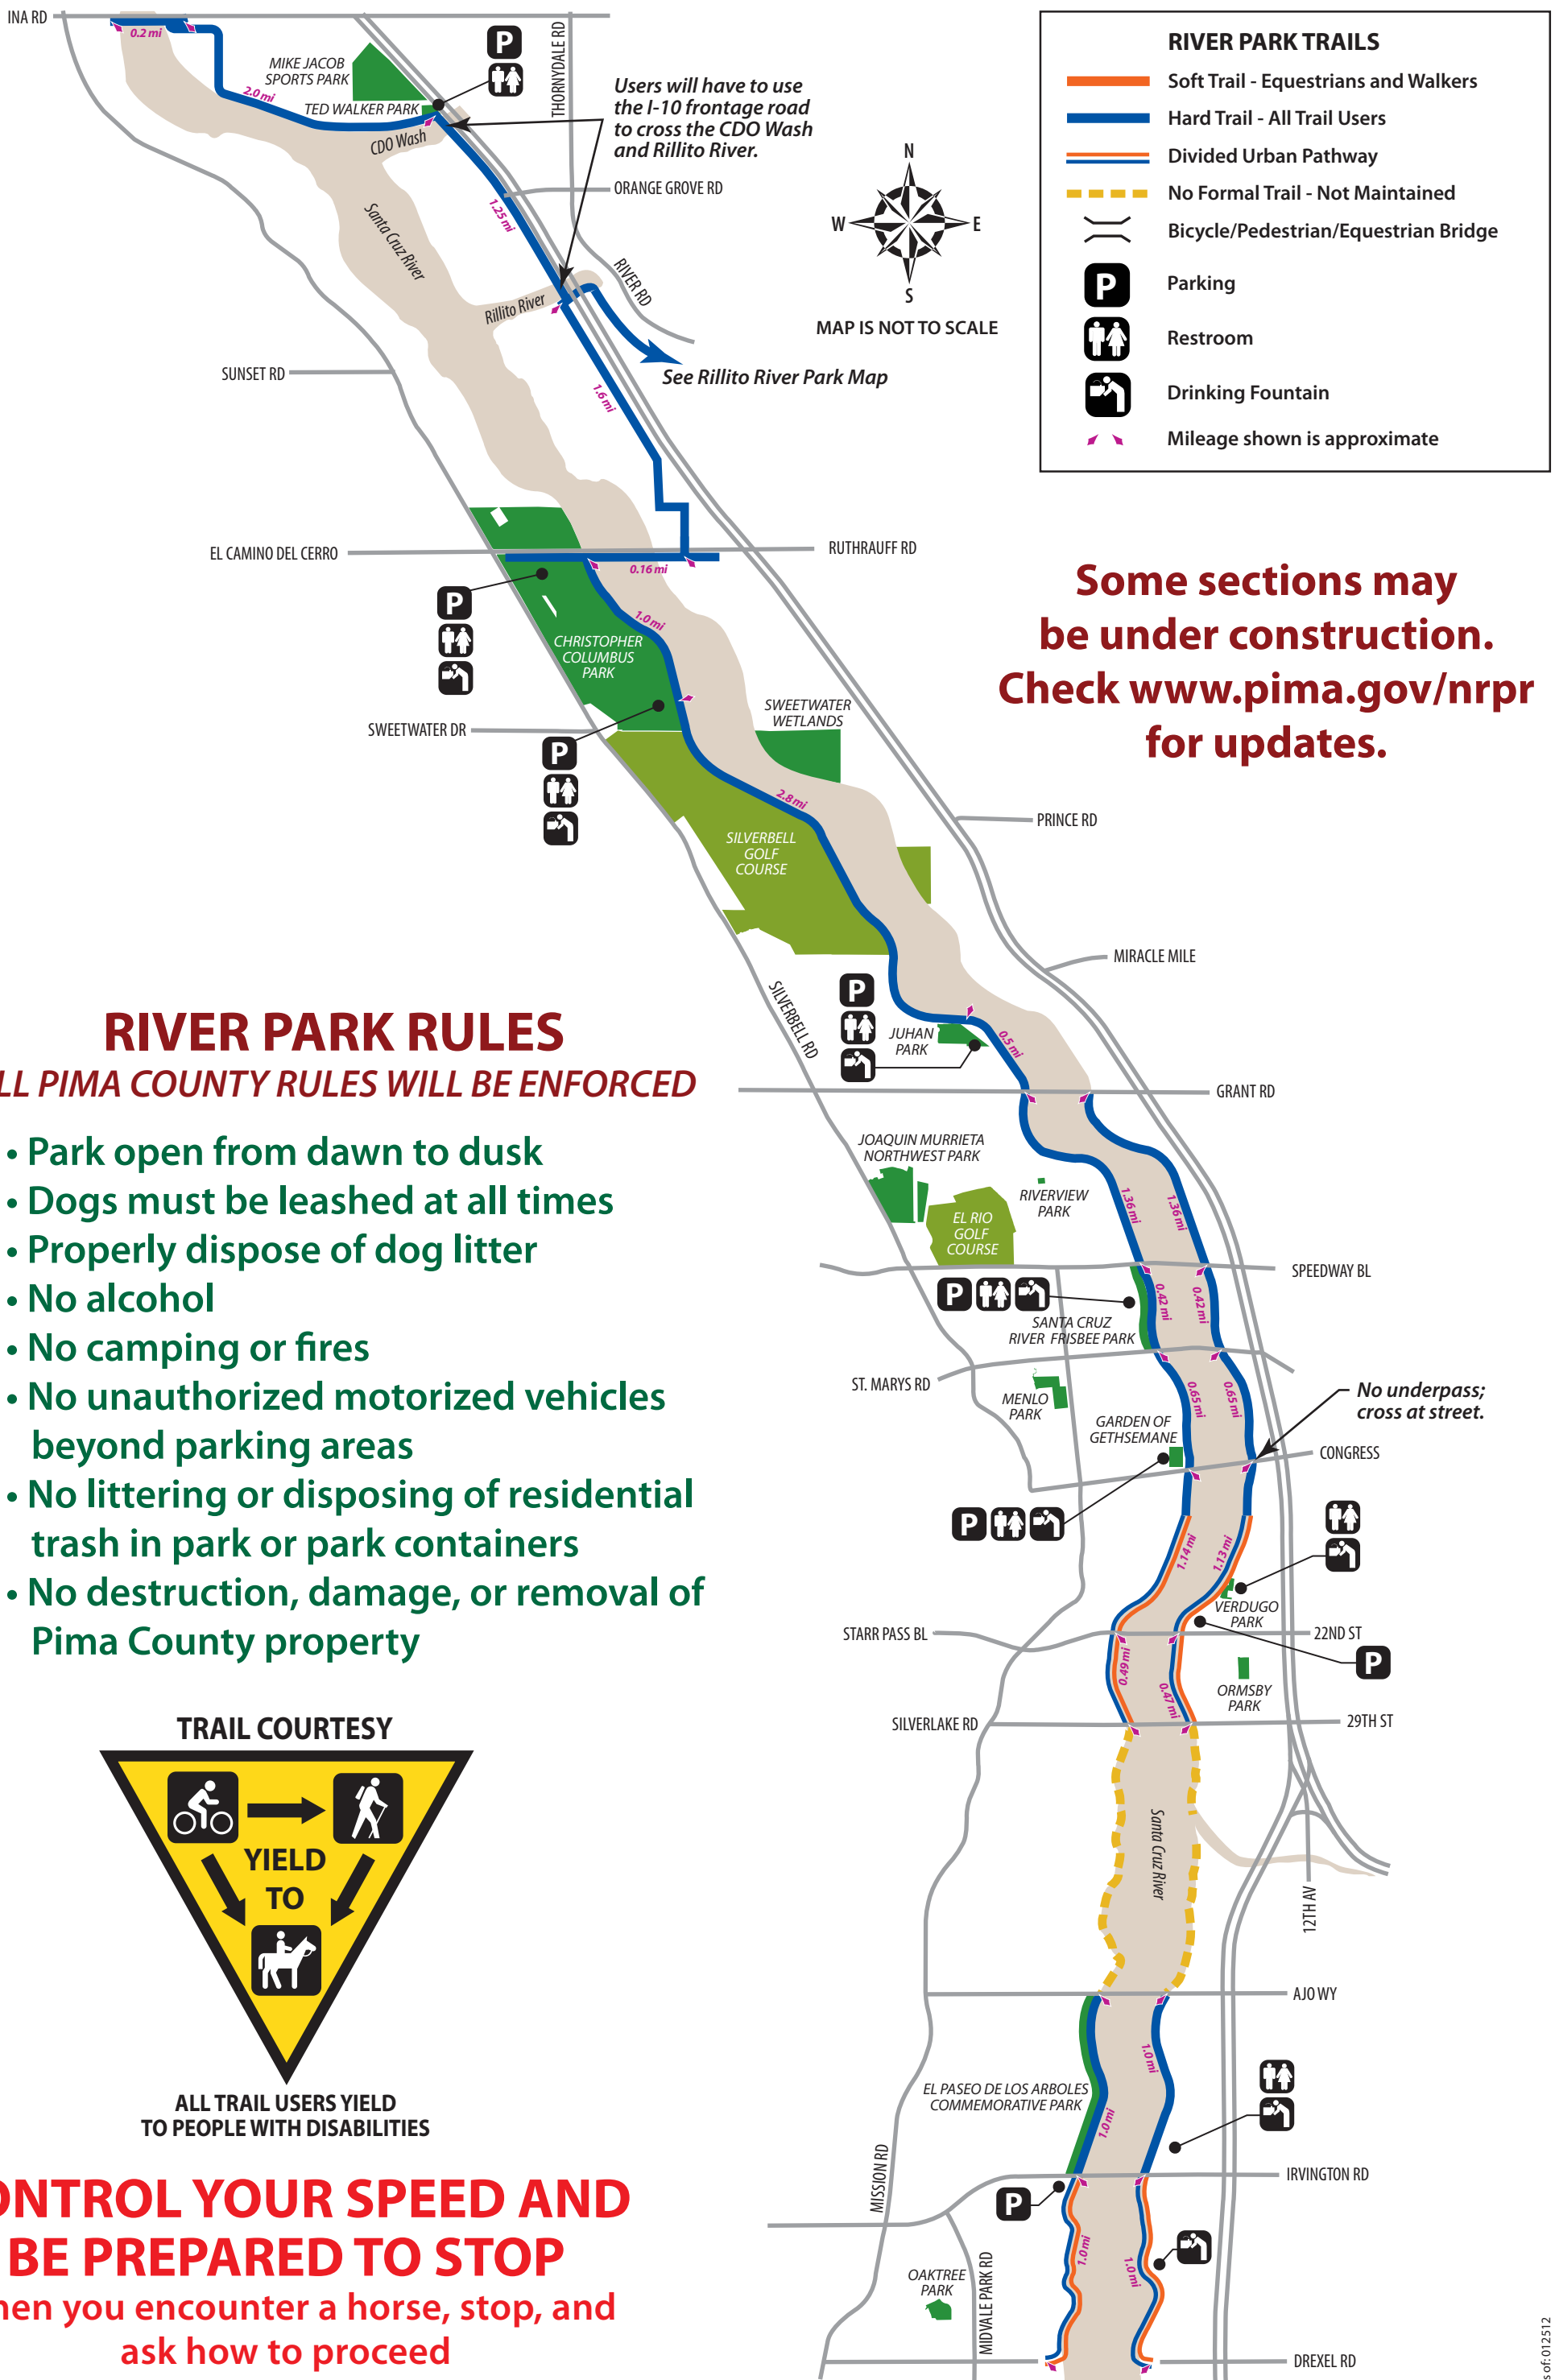 INA RD
0.2 mi
2.0 mi
MIKE JACOB
SPORTS PARK
TED WALKER PARK
CDO Wash
P
THORNYDALE RD
Users will have to use
the I-10 frontage road
to cross the CDO Wash
and Rillito River.
ORANGE GROVE RD
1.25 mi
Santa Cruz River
Rillito River
RIVER RD
N
W
E
S
MAP IS NOT TO SCALE
See Rillito River Park Map
SUNSET RD
1.6 mi
RIVER PARK TRAILS
Soft Trail - Equestrians and Walkers
Hard Trail - All Trail Users
Divided Urban Pathway
No Formal Trail - Not Maintained
Bicycle/Pedestrian/Equestrian Bridge
P
Parking
Restroom
Drinking Fountain
Mileage shown is approximate
EL CAMINO DEL CERRO
RUTHRAUFF RD
0.16 mi
P
1.0 mi
CHRISTOPHER
COLUMBUS
PARK
Some sections may
be under construction.
Check www.pima.gov/nrpr
for updates.
SWEETWATER
WETLANDS
SWEETWATER DR
P
2.8 mi
PRINCE RD
SILVERBELL
GOLF
COURSE
MIRACLE MILE
SILVERBELL RD
P
JUHAN
PARK
0.5 mi
GRANT RD
RIVER PARK RULES
LL PIMA COUNTY RULES WILL BE ENFORCED
• Park open from dawn to dusk
• Dogs must be leashed at all times
• Properly dispose of dog litter
• No alcohol
• No camping or fires
• No unauthorized motorized vehicles
beyond parking areas
• No littering or disposing of residential
trash in park or park containers
• No destruction, damage, or removal of
Pima County property
JOAQUIN MURRIETA
NORTHWEST PARK
RIVERVIEW
PARK
EL RIO
GOLF
COURSE
1.36 mi
1.36 mi
SPEEDWAY BL
P
0.42 mi
0.42 mi
SANTA CRUZ
RIVER FRISBEE PARK
ST. MARYS RD
MENLO
PARK
0.65 mi
0.65 mi
No underpass;
cross at street.
GARDEN OF
GETHSEMANE
CONGRESS
P
1.14 mi
1.13 mi
VERDUGO
PARK
STARR PASS BL
22ND ST
P
0.49 mi
0.47 mi
ORMSBY
PARK
SILVERLAKE RD
29TH ST
Santa Cruz River
12TH AV
AJO WY
TRAIL COURTESY
YIELD
TO
ALL TRAIL USERS YIELD
TO PEOPLE WITH DISABILITIES
1.0 mi
EL PASEO DE LOS ARBOLES
COMMEMORATIVE PARK
1.0 mi
MISSION RD
IRVINGTON RD
P
1.0 mi
1.0 mi
OAKTREE
PARK
MIDVALE PARK RD
DREXEL RD
ONTROL YOUR SPEED AND
BE PREPARED TO STOP
hen you encounter a horse, stop, and
ask how to proceed
s of: 012512